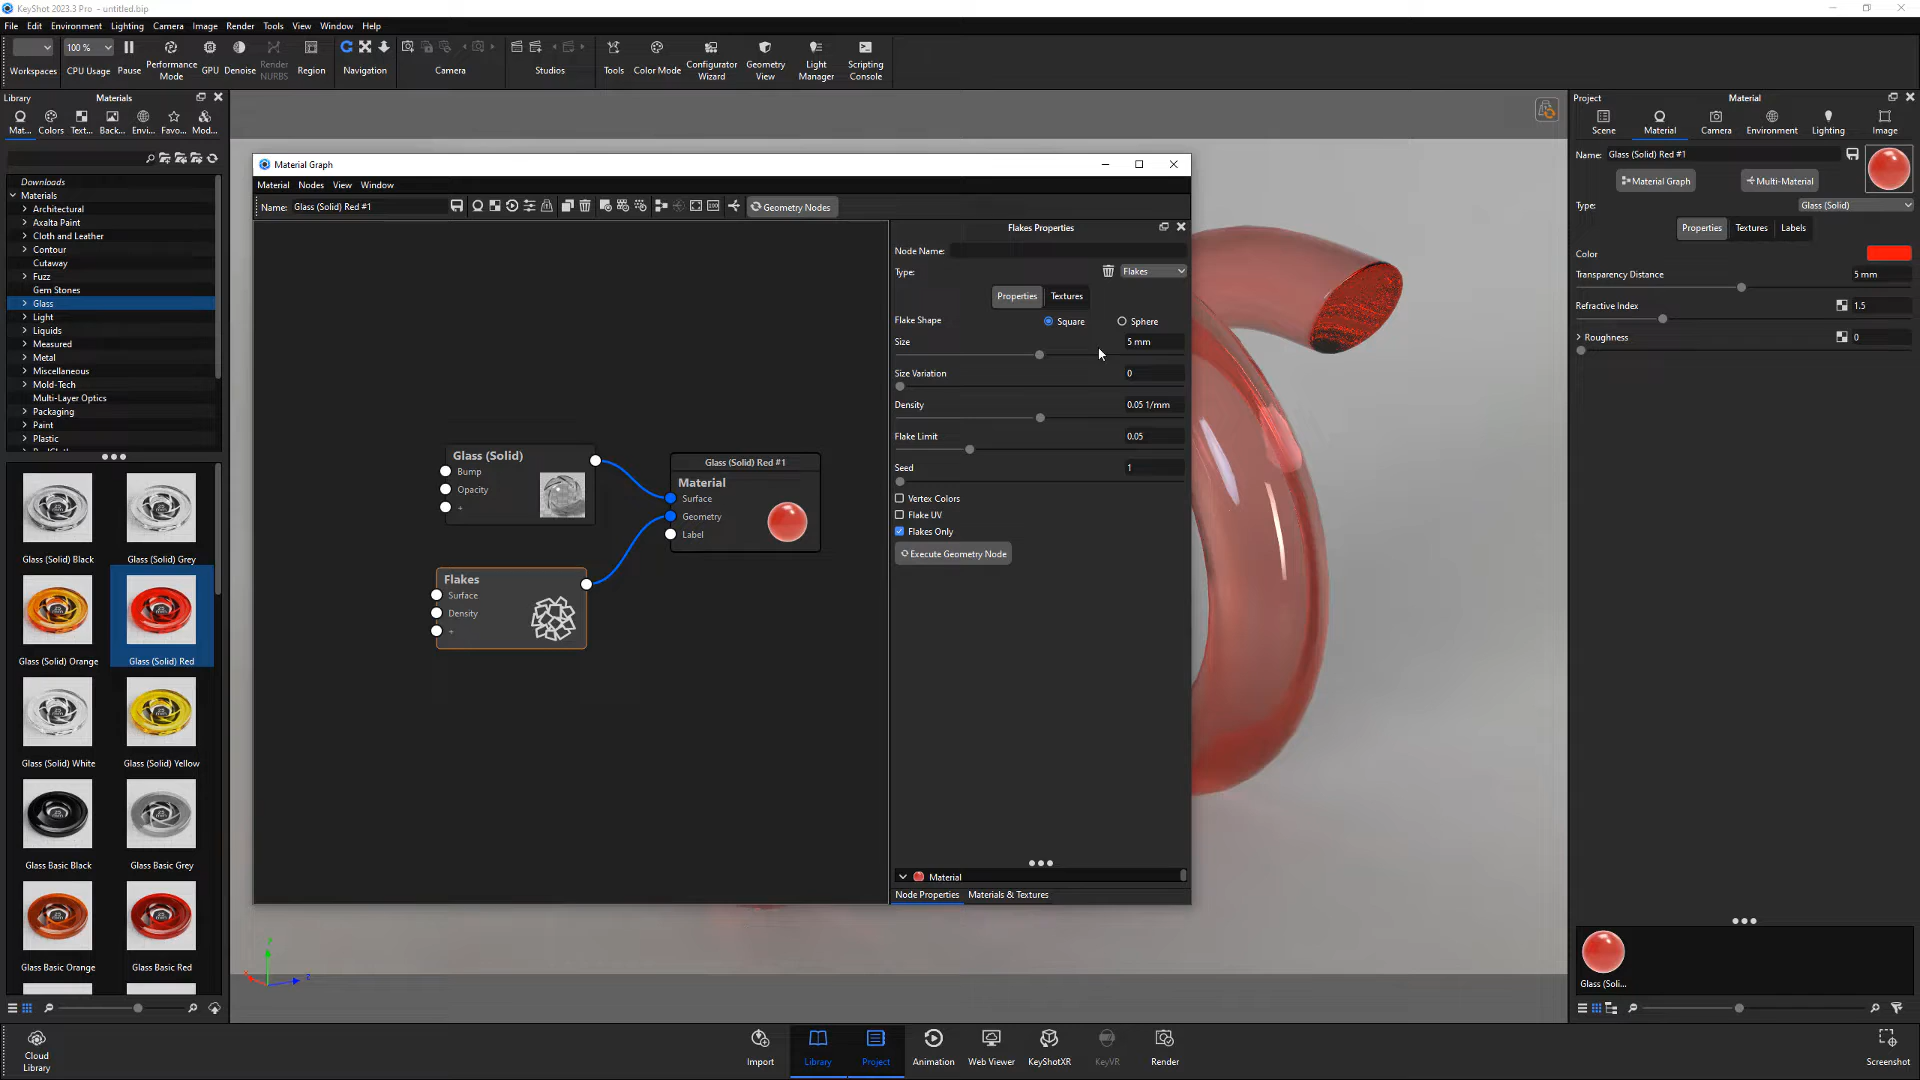 KeyShot 2023.3 Pro - untitled.bip
File Edit Environment Lighting Camera Image Render Tools View Window Help
100 %
Workspaces CPU Usage Pause Performance Mode GPU Denoise Render NURBS Region Navigation Camera Studios Tools Color Mode Configurator Wizard Geometry View Light Manager Scripting Console
Library Materials
Mat... Colors Text... Back... Envi... Favo... Mod...
Downloads
Materials
Architectural
Axalta Paint
Cloth and Leather
Contour
Cutaway
Fuzz
Gem Stones
Glass
Light
Liquids
Measured
Metal
Miscellaneous
Mold-Tech
Multi-Layer Optics
Packaging
Paint
Plastic
Glass (Solid) Black Glass (Solid) Grey
Glass (Solid) Orange Glass (Solid) Red
Glass (Solid) White Glass (Solid) Yellow
Glass Basic Black Glass Basic Grey
Glass Basic Orange Glass Basic Red
Cloud Library
Material Graph
Material Nodes View Window
Name: Glass (Solid) Red #1
Geometry Nodes
Glass (Solid)
Bump
Opacity
+
Flakes
Surface
Density
+
Glass (Solid) Red #1
Material
Surface
Geometry
Label
Flakes Properties
Node Name:
Type: Flakes
Properties Textures
Flake Shape Square Sphere
Size 5 mm
Size Variation 0
Density 0.05 1/mm
Flake Limit 0.05
Seed 1
Vertex Colors
Flake UV
Flakes Only
Execute Geometry Node
Material
Node Properties Materials & Textures
Project Material
Scene Material Camera Environment Lighting Image
Name: Glass (Solid) Red #1
Material Graph Multi-Material
Type: Glass (Solid)
Properties Textures Labels
Color
Transparency Distance 5 mm
Refractive Index 1.5
Roughness 0
Glass (Soli...
Import Library Project Animation Web Viewer KeyShotXR KeyVR Render Screenshot